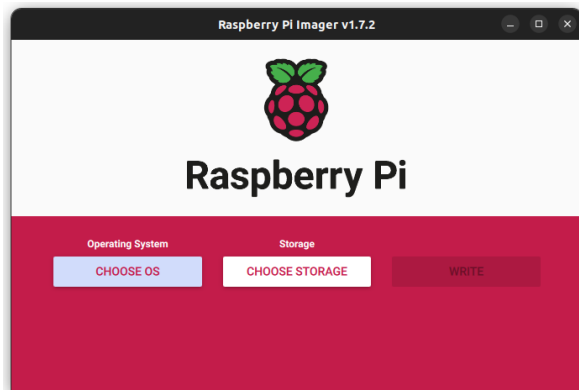 Raspberry Pi Imager v1.7.2
Raspberry Pi
Operating System
Storage
CHOOSE OS
CHOOSE STORAGE
WRITE